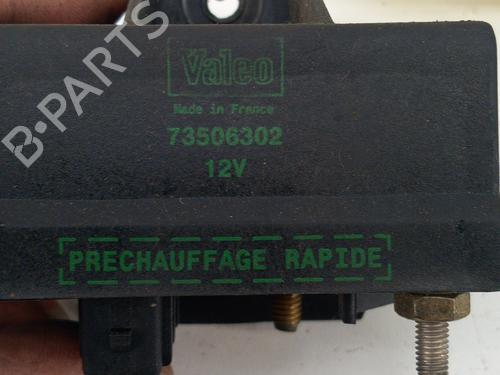 B-PARTS
Valeo
Made in France
73506302
12V
PRECHAUFFAGE RAPIDE